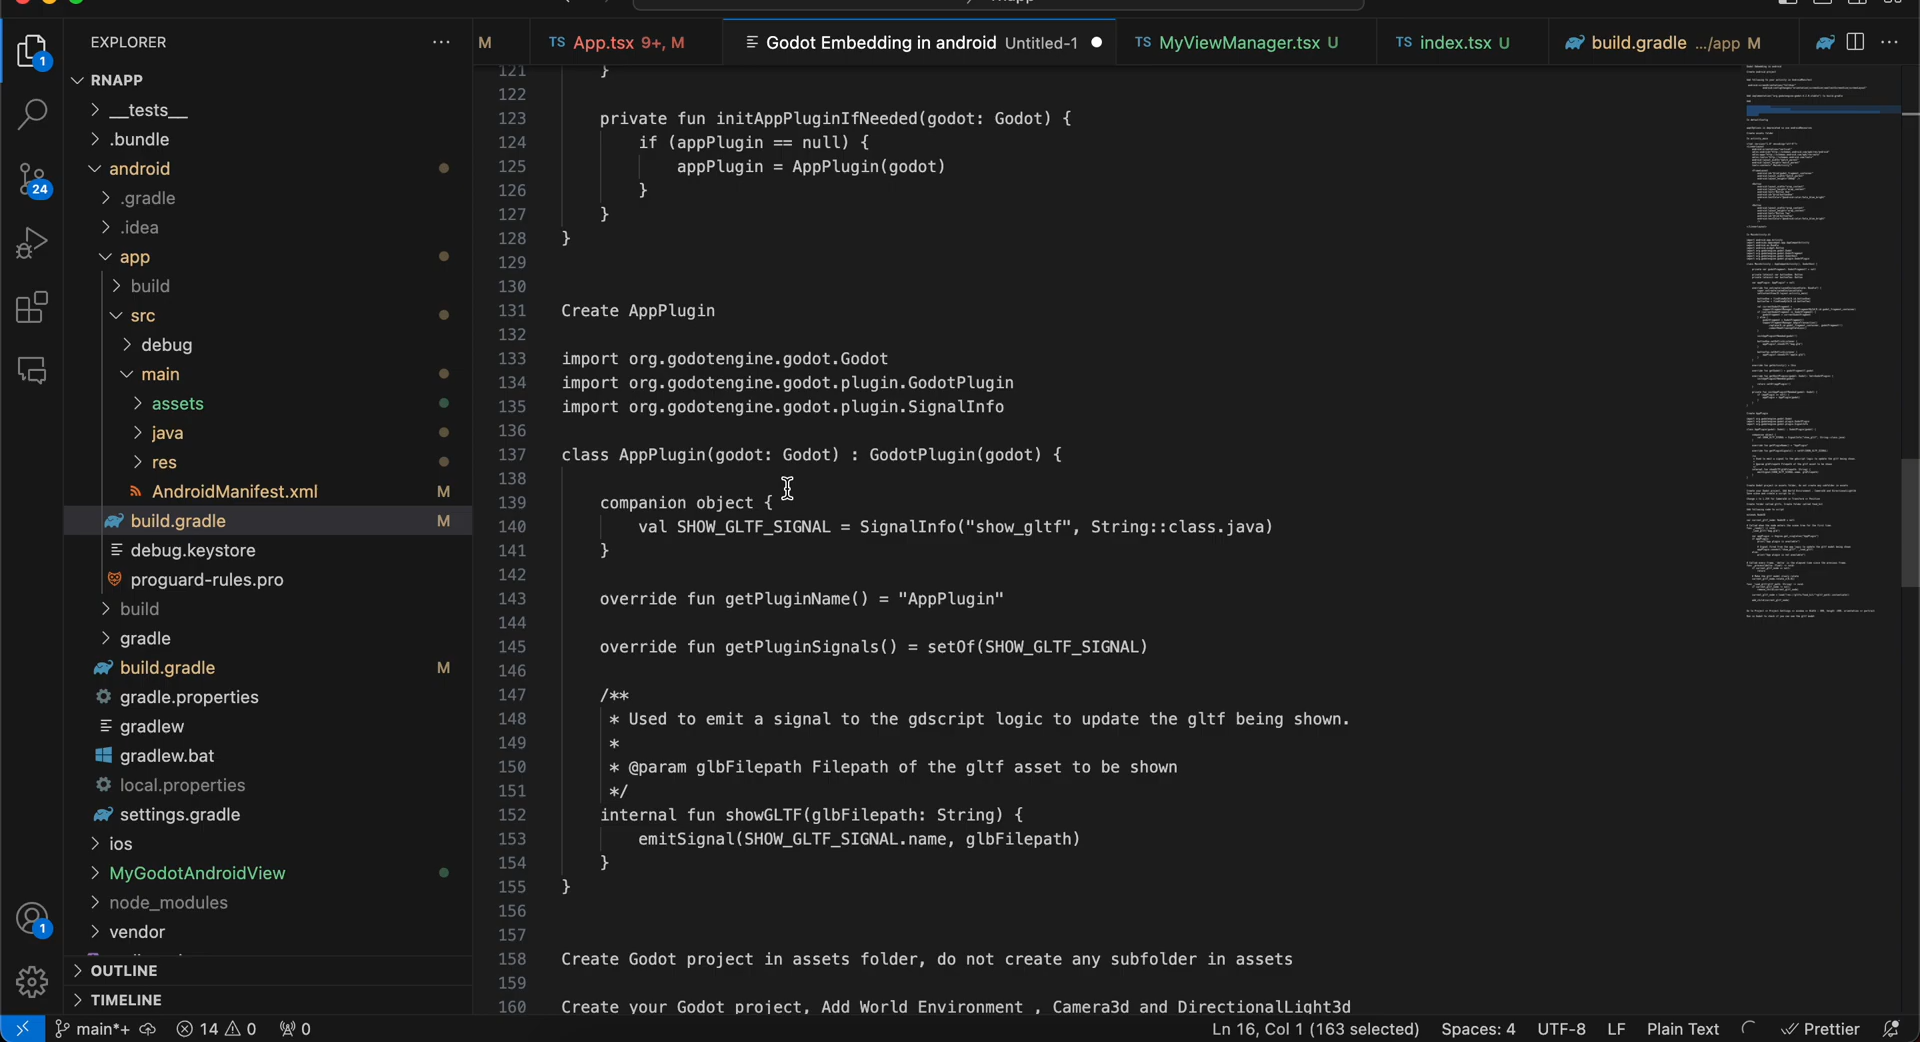 EXPLORER
RNAPP
__tests__
.bundle
android
.gradle
.idea
app
build
src
debug
main
assets
java
res
AndroidManifest.xml M
build.gradle M
debug.keystore
proguard-rules.pro
build
gradle
build.gradle M
gradle.properties
gradlew
gradlew.bat
local.properties
settings.gradle
ios
MyGodotAndroidView
node_modules
vendor
OUTLINE
TIMELINE
1
24
1
M
TS App.tsx 9+, M
Godot Embedding in android Untitled-1
TS MyViewManager.tsx U
TS index.tsx U
build.gradle .../app M
121 }
122
123 private fun initAppPluginIfNeeded(godot: Godot) {
124 if (appPlugin == null) {
125 appPlugin = AppPlugin(godot)
126 }
127 }
128 }
129
130
131 Create AppPlugin
132
133 import org.godotengine.godot.Godot
134 import org.godotengine.godot.plugin.GodotPlugin
135 import org.godotengine.godot.plugin.SignalInfo
136
137 class AppPlugin(godot: Godot) : GodotPlugin(godot) {
138
139 companion object {
140 val SHOW_GLTF_SIGNAL = SignalInfo("show_gltf", String::class.java)
141 }
142
143 override fun getPluginName() = "AppPlugin"
144
145 override fun getPluginSignals() = setOf(SHOW_GLTF_SIGNAL)
146
147 /**
148 * Used to emit a signal to the gdscript logic to update the gltf being shown.
149 *
150 * @param glbFilepath Filepath of the gltf asset to be shown
151 */
152 internal fun showGLTF(glbFilepath: String) {
153 emitSignal(SHOW_GLTF_SIGNAL.name, glbFilepath)
154 }
155 }
156
157
158 Create Godot project in assets folder, do not create any subfolder in assets
159
160 Create your Godot project, Add World Environment , Camera3d and DirectionalLight3d
main*+ 14 0 0 Ln 16, Col 1 (163 selected) Spaces: 4 UTF-8 LF Plain Text Prettier